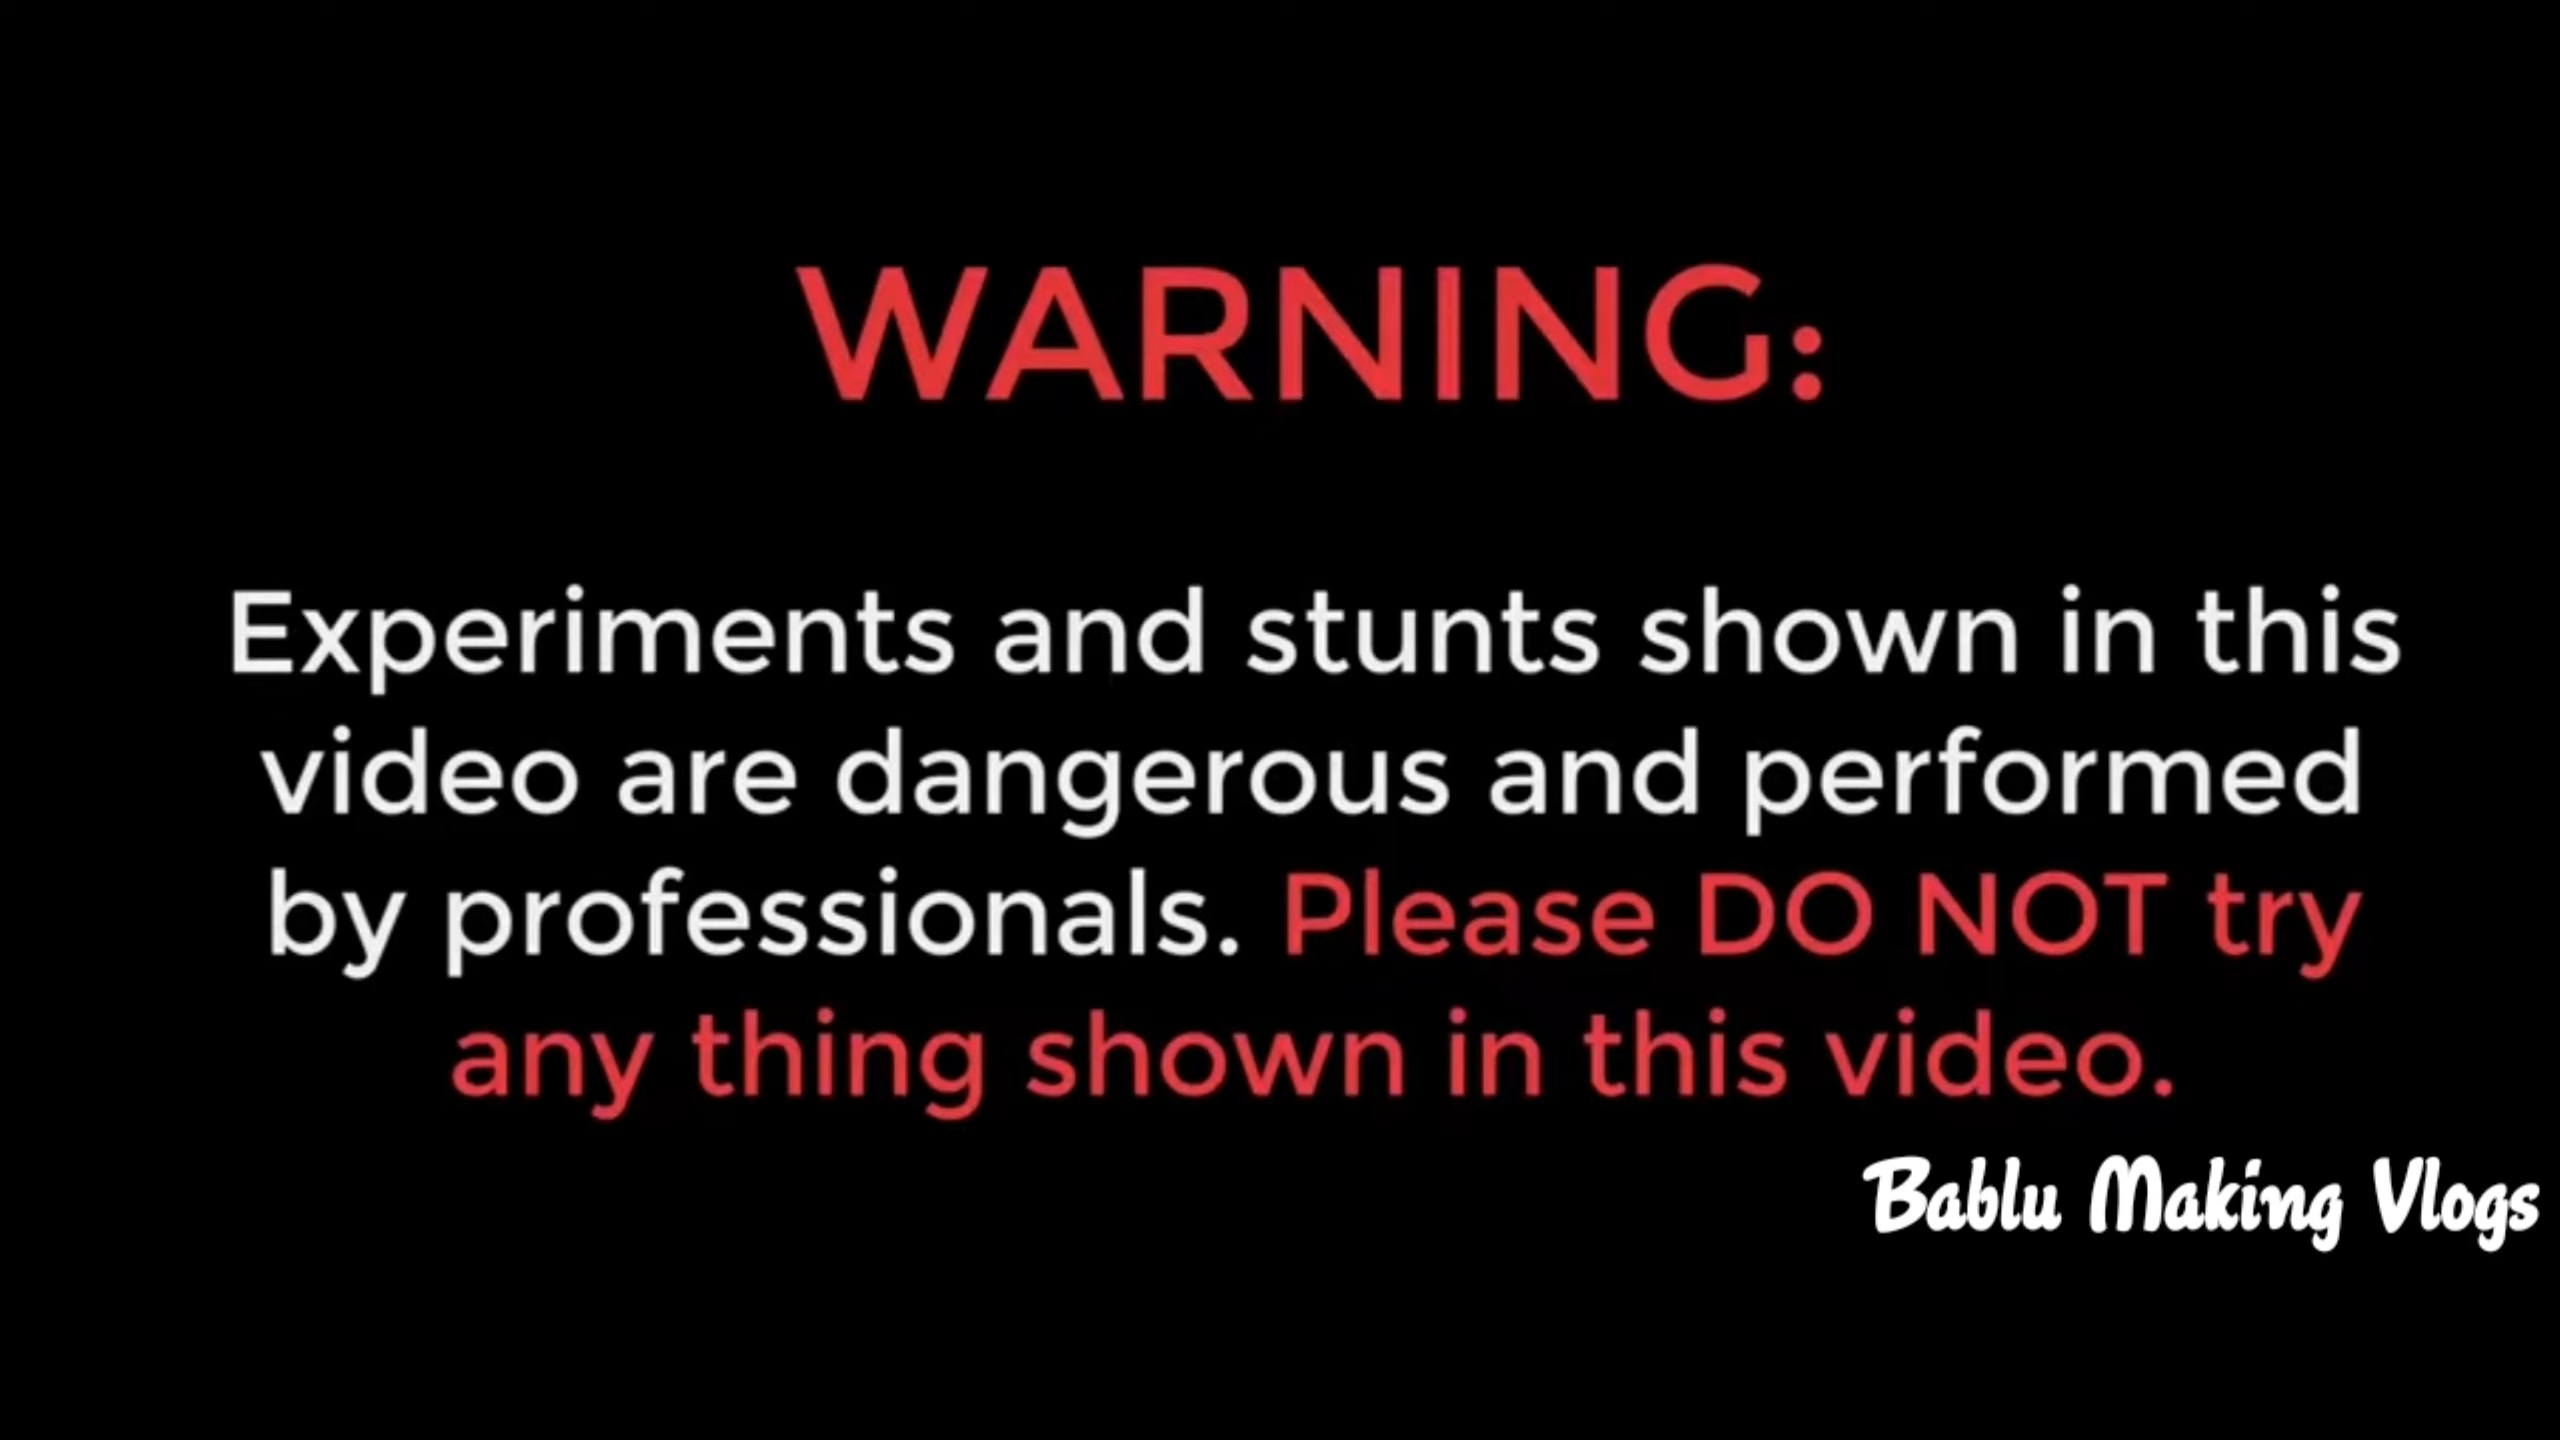 WARNING:
Experiments and stunts shown in this
video are dangerous and performed
by professionals. Please DO NOT try
any thing shown in this video.
Bablu Making Vlogs